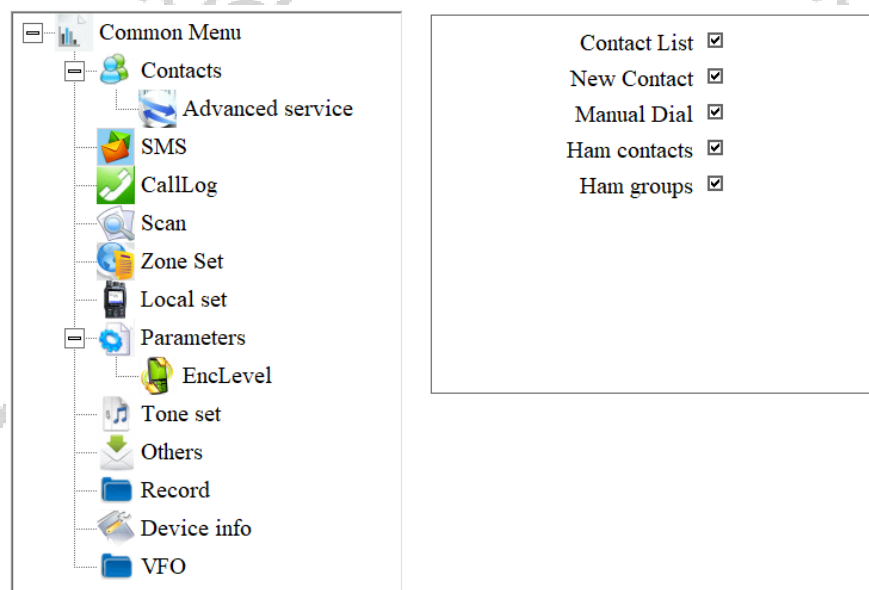 Common Menu
Contacts
Advanced service
SMS
CallLog
Scan
Zone Set
Local set
Parameters
EncLevel
Tone set
Others
Record
Device info
VFO
Contact List
New Contact
Manual Dial
Ham contacts
Ham groups